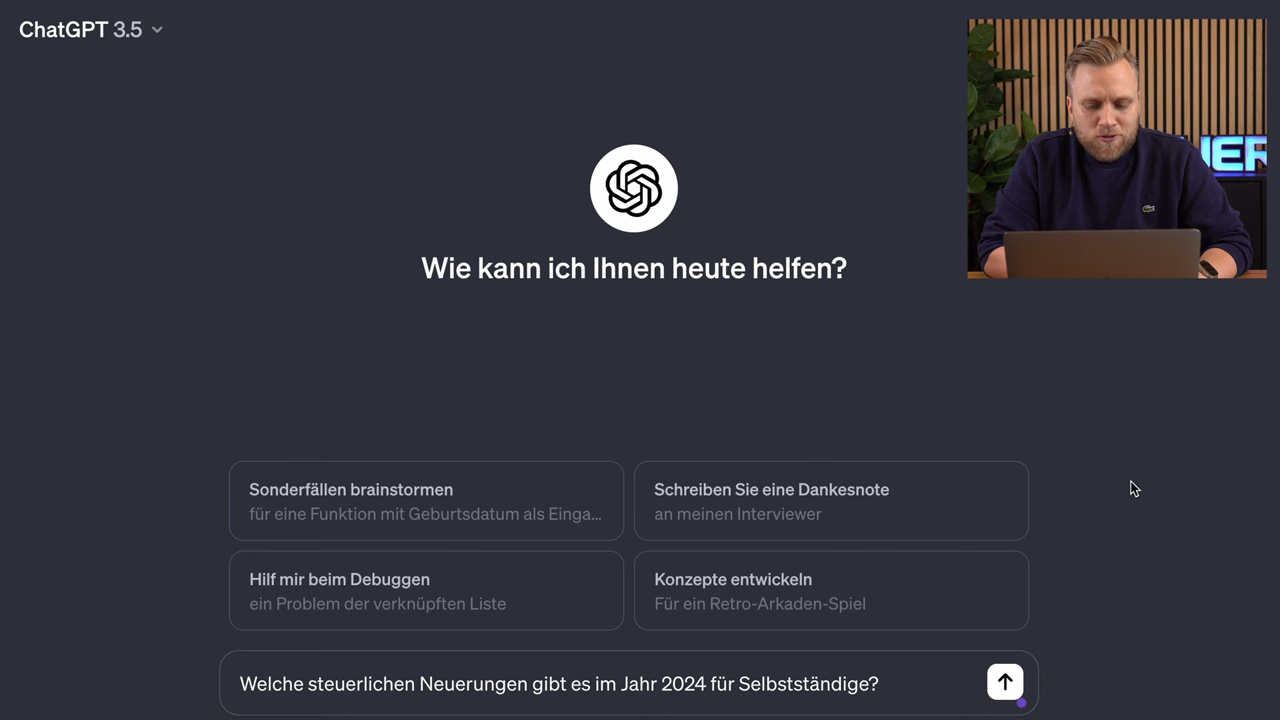 ChatGPT 3.5
Wie kann ich Ihnen heute helfen?
Sonderfällen brainstormen
für eine Funktion mit Geburtsdatum als Einga...
Schreiben Sie eine Dankesnote
an meinen Interviewer
Hilf mir beim Debuggen
ein Problem der verknüpften Liste
Konzepte entwickeln
Für ein Retro-Arkaden-Spiel
Welche steuerlichen Neuerungen gibt es im Jahr 2024 für Selbstständige?